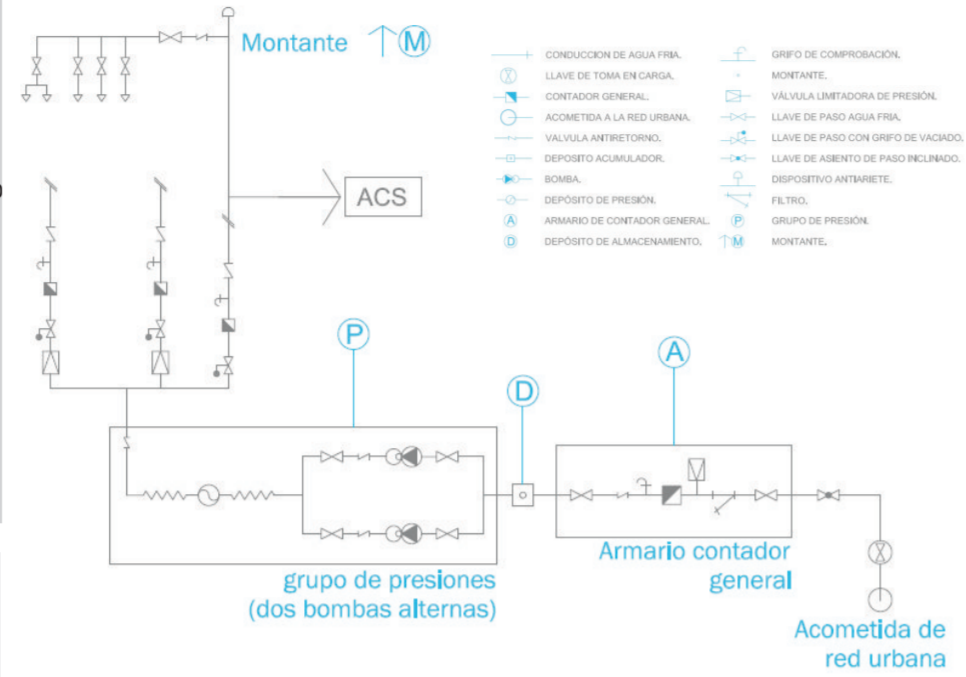 Montante
M
CONDUCCION DE AGUA FRIA.
LLAVE DE TOMA EN CARGA.
CONTADOR GENERAL.
ACOMETIDA A LA RED URBANA.
VALVULA ANTIRETORNO.
DEPOSITO ACUMULADOR.
BOMBA.
DEPÓSITO DE PRESIÓN.
A
ARMARIO DE CONTADOR GENERAL.
D
DEPÓSITO DE ALMACENAMIENTO.
GRIFO DE COMPROBACIÓN.
MONTANTE.
VÁLVULA LIMITADORA DE PRESIÓN.
LLAVE DE PASO AGUA FRIA.
LLAVE DE PASO CON GRIFO DE VACIADO.
LLAVE DE ASIENTO DE PASO INCLINADO.
DISPOSITIVO ANTIARIETE.
FILTRO.
P
GRUPO DE PRESIÓN.
M
MONTANTE.
ACS
P
D
A
grupo de presiones
(dos bombas alternas)
Armario contador
general
Acometida de
red urbana